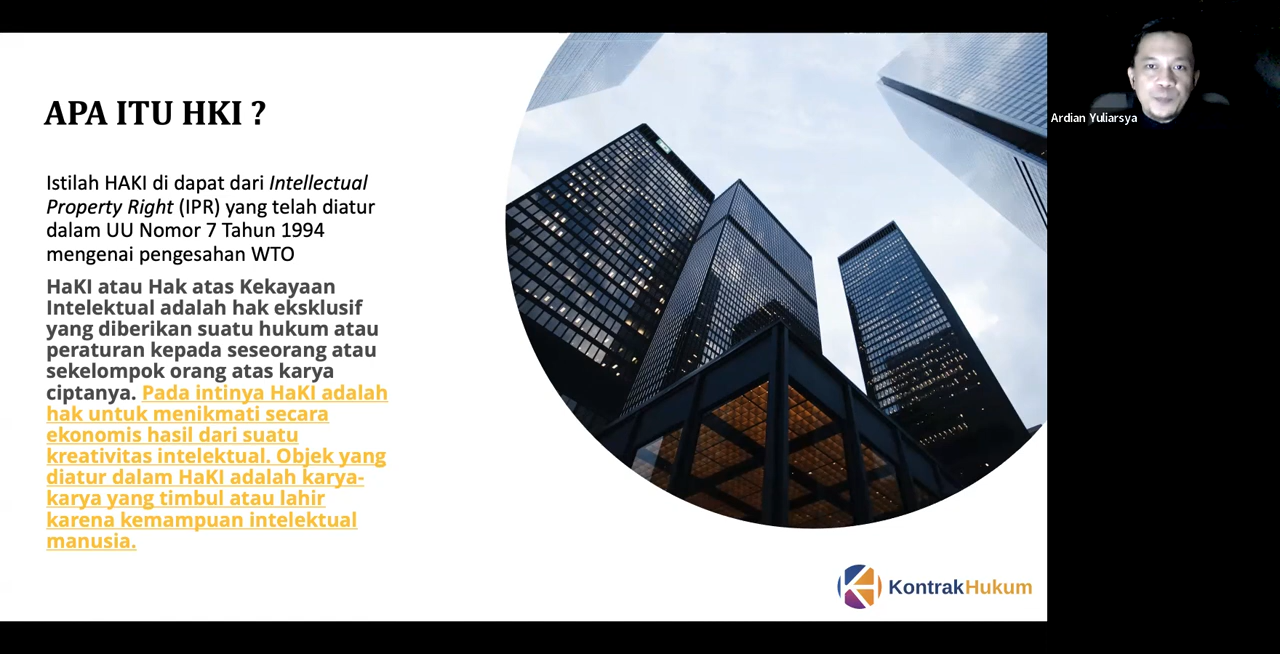 APA ITU HKI ?
Istilah HAKI di dapat dari Intellectual
Property Right (IPR) yang telah diatur
dalam UU Nomor 7 Tahun 1994
mengenai pengesahan WTO
HaKI atau Hak atas Kekayaan
Intelektual adalah hak eksklusif
yang diberikan suatu hukum atau
peraturan kepada seseorang atau
sekelompok orang atas karya
ciptanya. Pada intinya HaKI adalah
hak untuk menikmati secara
ekonomis hasil dari suatu
kreativitas intelektual. Objek yang
diatur dalam HaKI adalah karya-
karya yang timbul atau lahir
karena kemampuan intelektual
manusia.
KontrakHukum
Ardian Yuliarsya